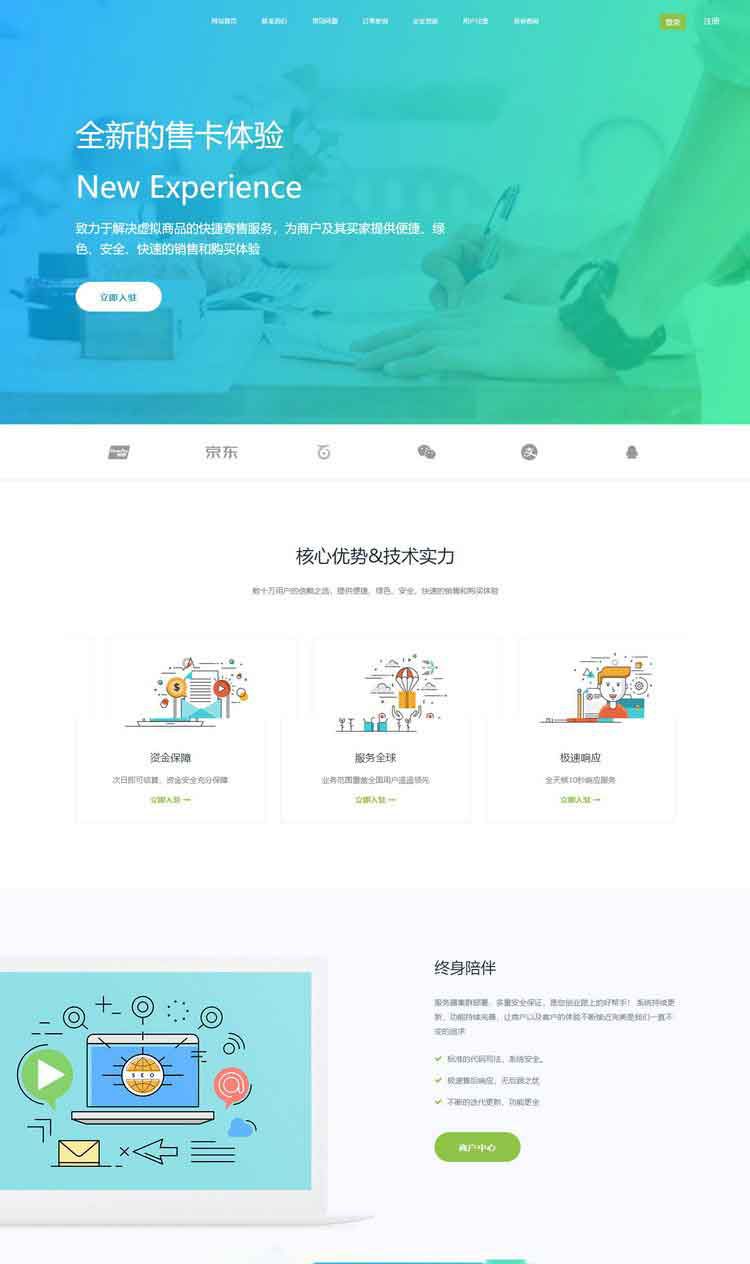 网站首页 联系我们 常见问题 订单查询 企业资质 用户注册 投诉查询 登录 注册
全新的售卡体验
New Experience
致力于解决虚拟商品的快捷寄售服务，为商户及其买家提供便捷、绿
色、安全、快速的销售和购买体验
立即入驻
京东
核心优势&技术实力
数十万用户的信赖之选，提供便捷、绿色、安全、快速的销售和购买体验
资金保障 服务全球 极速响应
次日即可结算，资金安全充分保障 业务范围覆盖全国用户遥遥领先 全天候10秒响应服务
立即入驻 → 立即入驻 → 立即入驻 →
终身陪伴
服务器集群部署，多重安全保证，是您创业路上的好帮手！ 系统持续更
新，功能持续完善，让商户以及客户的体验不断接近完美是我们一直不
变的追求
标准的代码写法，系统安全。
SEO
极速售后响应，无后顾之忧
不断的迭代更新，功能更全
商户中心